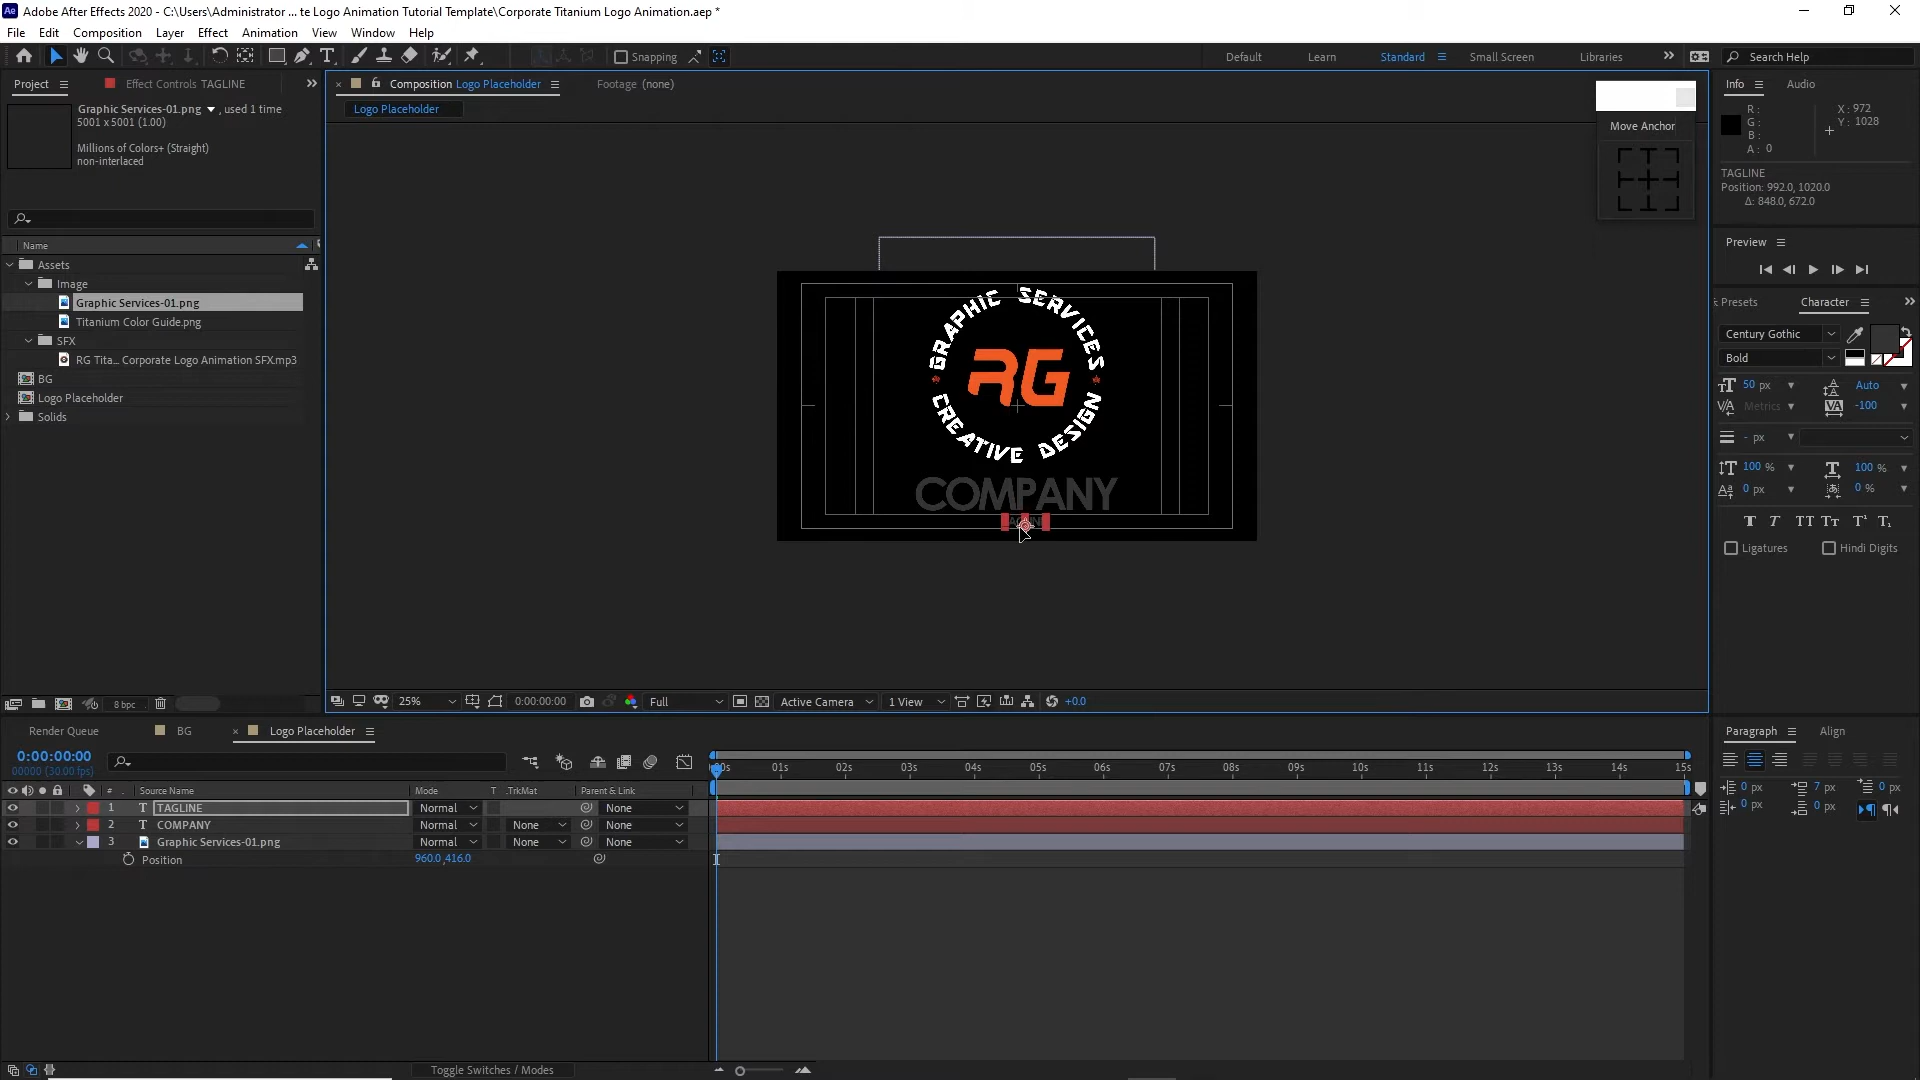 Adobe After Effects 2020 - C:\Users\Administrator ... te Logo Animation Tutorial Template\Corporate Titanium Logo Animation.aep *
File Edit Composition Layer Effect Animation View Window Help
Snapping
Default Learn Standard Small Screen Libraries
Search Help
Project
Effect Controls TAGLINE
Graphic Services-01.png , used 1 time
5001 x 5001 (1.00)
Millions of Colors+ (Straight)
non-interlaced
Name
Assets
Image
Graphic Services-01.png
Titanium Color Guide.png
SFX
RG Tita... Corporate Logo Animation SFX.mp3
BG
Logo Placeholder
Solids
8 bpc
Composition Logo Placeholder
Footage (none)
Logo Placeholder
Move Anchor
GRAPHIC SERVICES
RG
CREATIVE DESIGN
COMPANY
25%
0:00:00:00
Full
Active Camera
1 View
+0.0
Info Audio
R :
G :
B :
A : 0
X : 972
Y : 1028
TAGLINE
Position: 992.0, 1020.0
Δ: 848.0, 672.0
Preview
Presets
Character
Century Gothic
Bold
50 px
Auto
Metrics
-100
- px
100 %
100 %
0 px
0 %
Ligatures
Hindi Digits
Paragraph
Align
0 px
7 px
0 px
0 px
0 px
Render Queue
BG
Logo Placeholder
0:00:00:00
00000 (30.00 fps)
# Source Name Mode T .TrkMat Parent & Link
1 T TAGLINE Normal None
2 T COMPANY Normal None None
3 Graphic Services-01.png Normal None None
Position 960.0,416.0
00s 01s 02s 03s 04s 05s 06s 07s 08s 09s 10s 11s 12s 13s 14s 15s
Toggle Switches / Modes